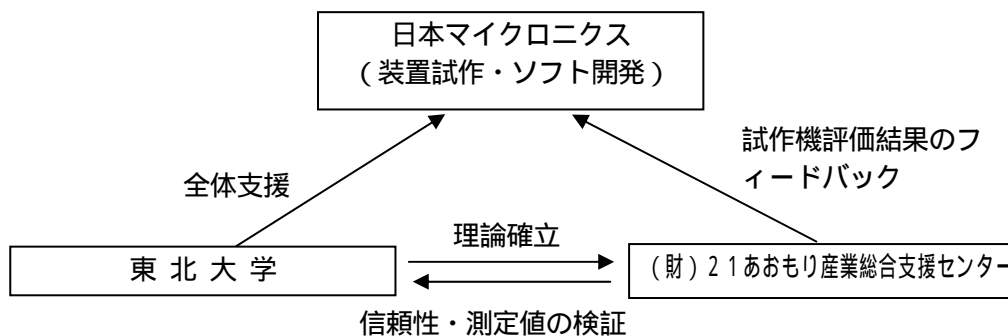 日本マイクロニクス
（装置試作・ソフト開発）
試作機評価結果のフ
ィードバック
全体支援
理論確立
東 北 大 学
（財）２１あおもり産業総合支援センター
信頼性・測定値の検証